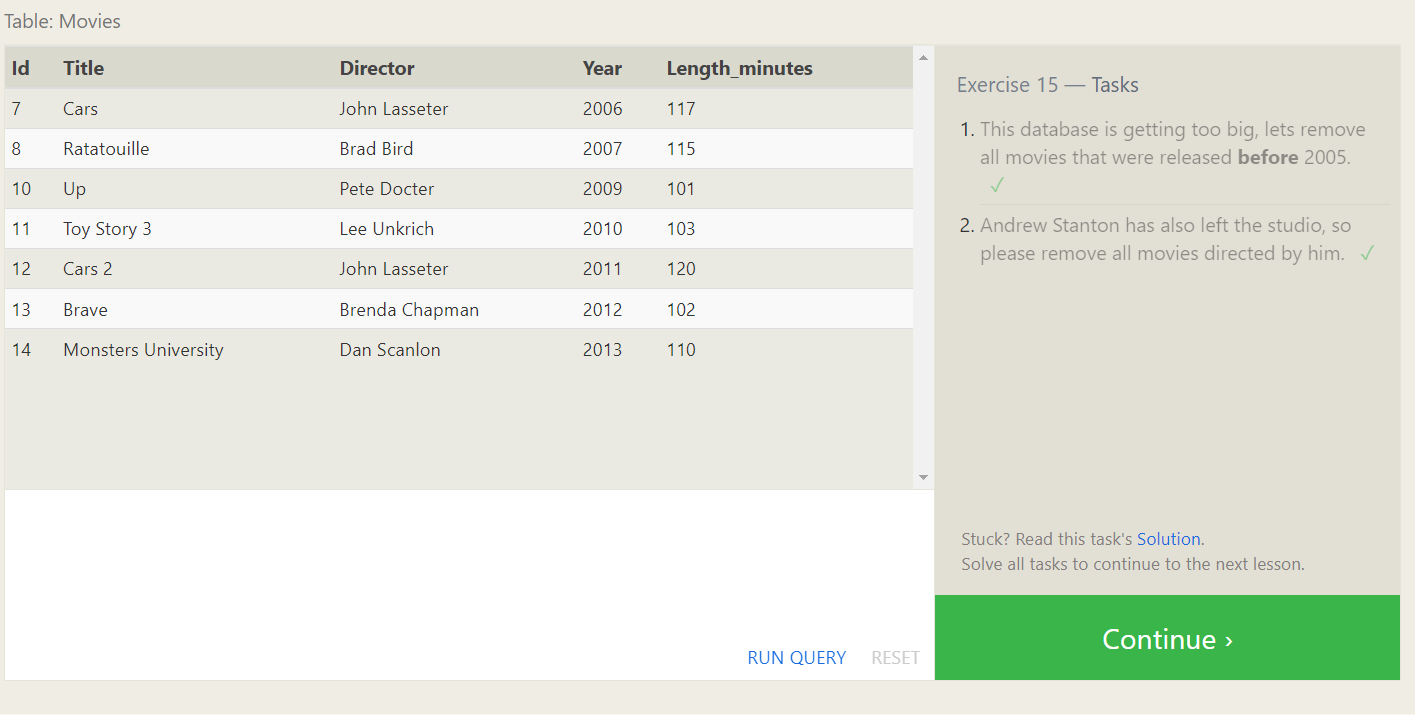 Table: Movies
Id Title Director Year Length_minutes
7 Cars John Lasseter 2006 117
8 Ratatouille Brad Bird 2007 115
10 Up Pete Docter 2009 101
11 Toy Story 3 Lee Unkrich 2010 103
12 Cars 2 John Lasseter 2011 120
13 Brave Brenda Chapman 2012 102
14 Monsters University Dan Scanlon 2013 110
RUN QUERY RESET
Exercise 15 — Tasks
1. This database is getting too big, lets remove
all movies that were released before 2005.
✓
2. Andrew Stanton has also left the studio, so
please remove all movies directed by him. ✓
Stuck? Read this task's Solution.
Solve all tasks to continue to the next lesson.
Continue ›